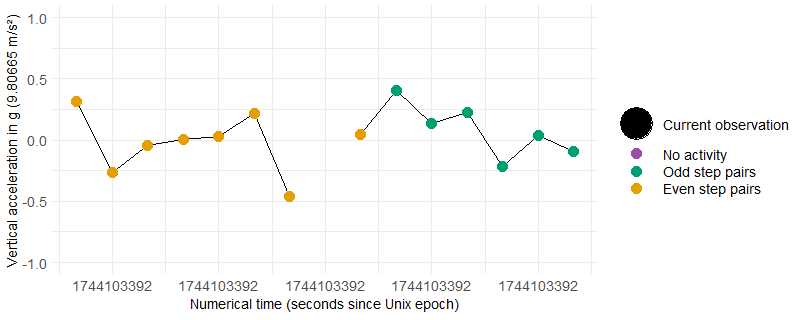 Vertical acceleration in g (9.80665 m/s²)
1.0
0.5
0.0
-0.5
-1.0
1744103392 1744103392 1744103392 1744103392 1744103392
Numerical time (seconds since Unix epoch)
Current observation
No activity
Odd step pairs
Even step pairs